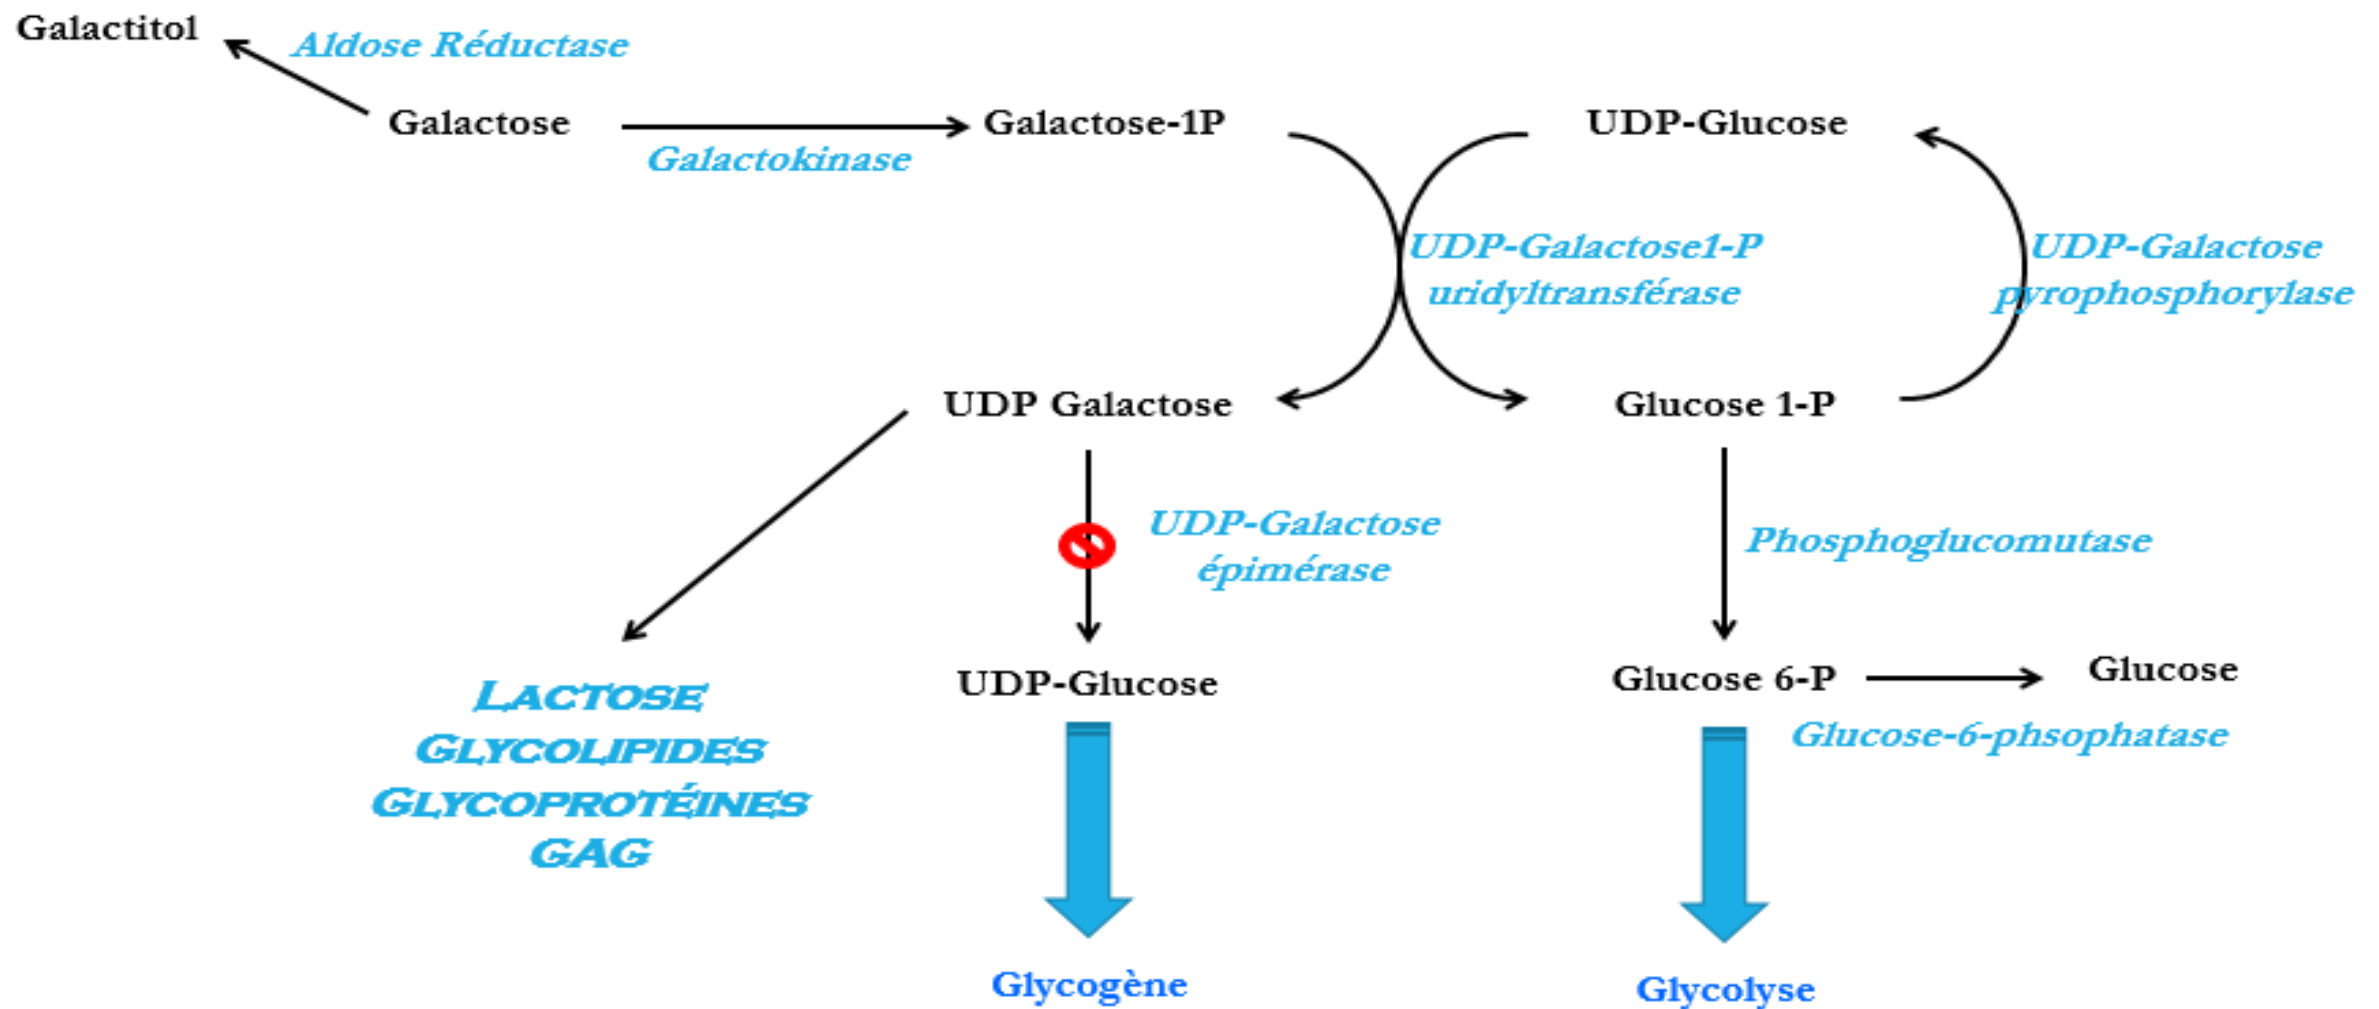 Galactitol
Aldose Réductase
Galactose
Galactokinase
Galactose-1P
UDP-Glucose
UDP-Galactose1-P
uridyltransférase
UDP-Galactose
pyrophosphorylase
UDP Galactose
Glucose 1-P
UDP-Galactose
épimérase
Phosphoglucomutase
LACTOSE
GLYCOLIPIDES
GLYCOPROTÉINES
GAG
UDP-Glucose
Glucose 6-P
Glucose
Glucose-6-phsophatase
Glycogène
Glycolyse